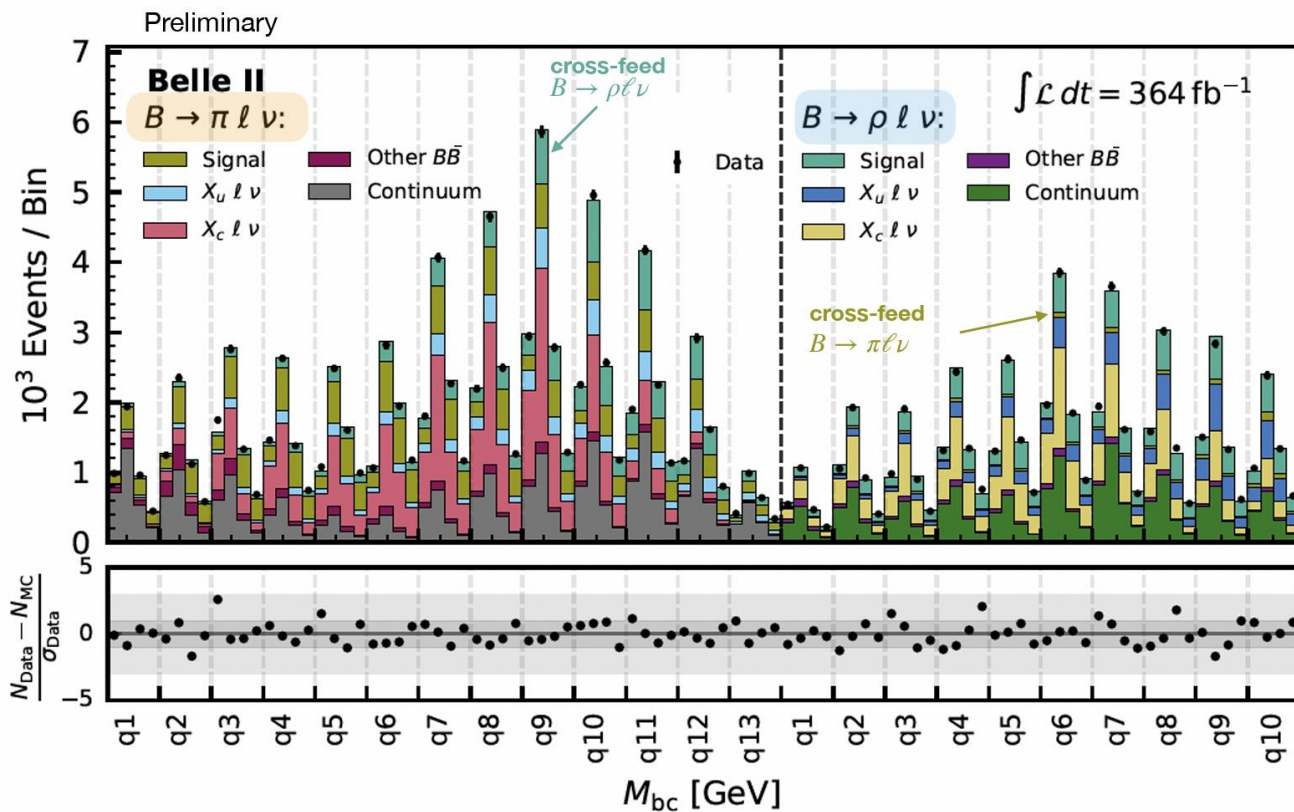 Preliminary
Belle II
B → π ℓ ν:
Signal
X_u ℓ ν
X_c ℓ ν
Other BB̄
Continuum
cross-feed
B → ρℓν
Data
∫ℒ dt = 364 fb⁻¹
B → ρ ℓ ν:
Signal
X_u ℓ ν
X_c ℓ ν
Other BB̄
Continuum
cross-feed
B → πℓν
10³ Events / Bin
7
6
5
4
3
2
1
0
N_Data − N_MC
σ_Data
5
0
−5
q1 q2 q3 q4 q5 q6 q7 q8 q9 q10 q11 q12 q13 q1 q2 q3 q4 q5 q6 q7 q8 q9 q10
M_bc [GeV]